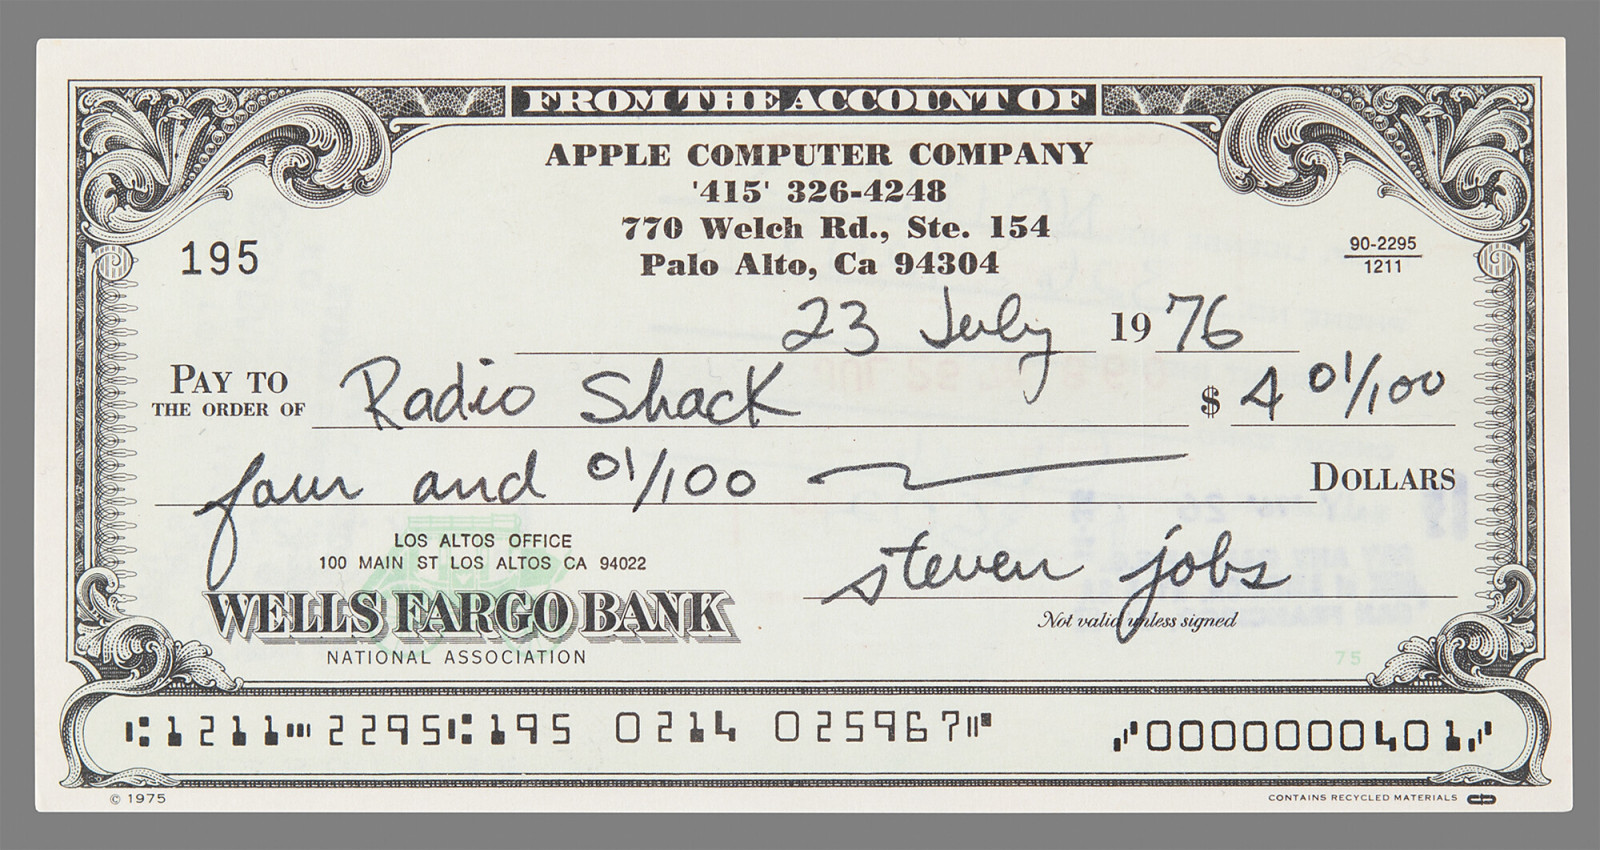 FROM THE ACCOUNT OF
APPLE COMPUTER COMPANY
'415' 326-4248
770 Welch Rd., Ste. 154
Palo Alto, Ca 94304
195
90-2295
1211
23 July 1976
PAY TO THE ORDER OF Radio Shack $ 4 01/100
four and 01/100 DOLLARS
LOS ALTOS OFFICE
100 MAIN ST LOS ALTOS CA 94022
WELLS FARGO BANK
NATIONAL ASSOCIATION
steven jobs
Not valid unless signed
75
⑆1211⑉2295⑆195 0214 025967⑈ ⑇0000000401⑇
© 1975
CONTAINS RECYCLED MATERIALS